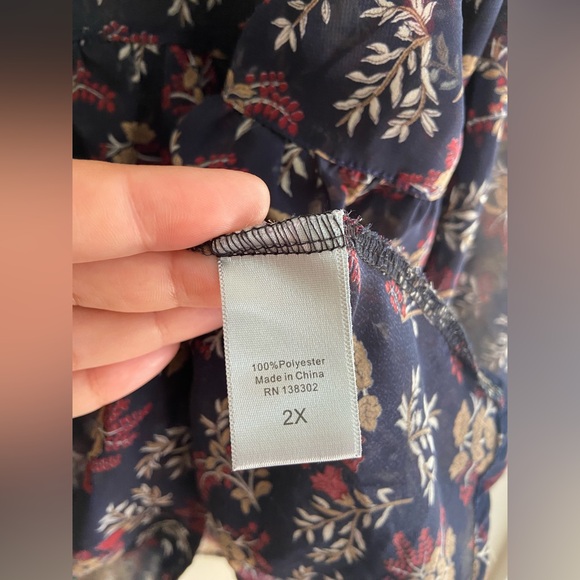 100%Polyester
Made in China
RN 138302
2X